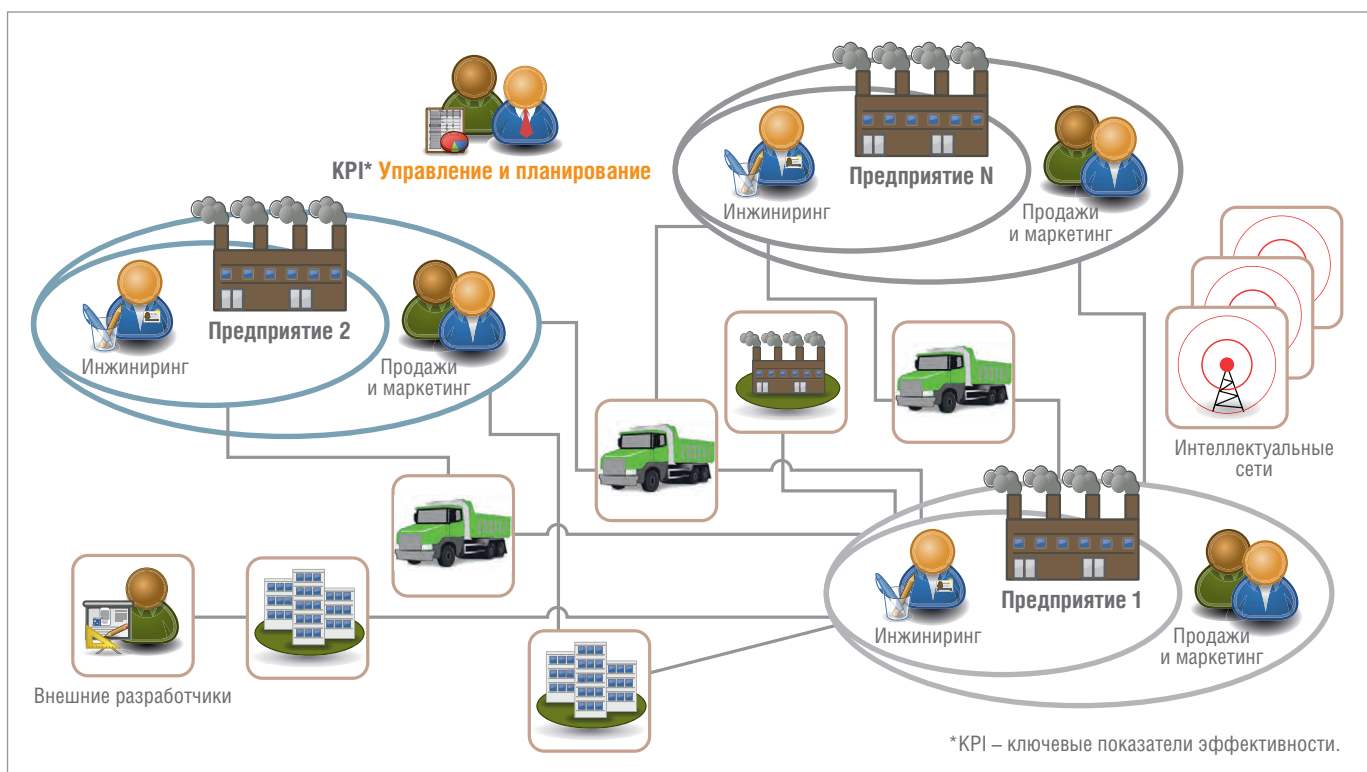 KPI* Управление и планирование
Инжиниринг
Предприятие N
Продажи
и маркетинг
Инжиниринг
Предприятие 2
Продажи
и маркетинг
Интеллектуальные
сети
Инжиниринг
Предприятие 1
Продажи
и маркетинг
Внешние разработчики
*KPI – ключевые показатели эффективности.